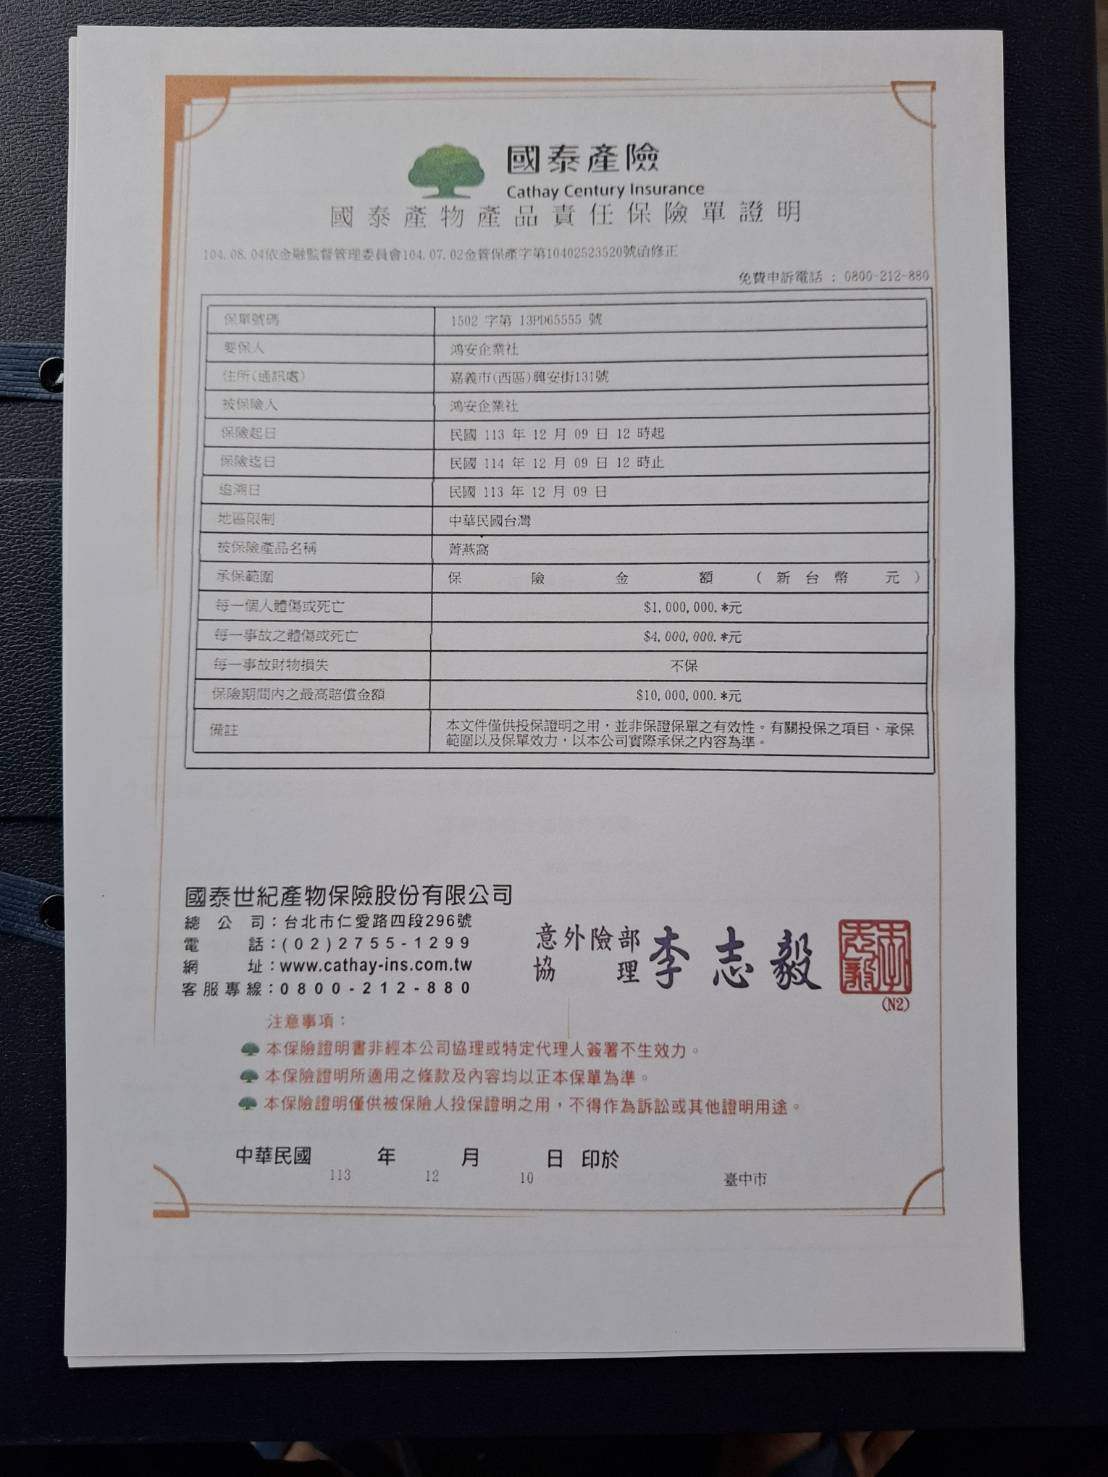 國泰產險
Cathay Century Insurance
國泰產物產品責任保險單證明
104.08.04依金融監督管理委員會104.07.02金管保產字第10402523520號函修正
免費申訴電話：0800-212-880
保單號碼 1502 字第 13PD65555 號
要保人 鴻安企業社
住所(通訊處) 嘉義市(西區)興安街131號
被保險人 鴻安企業社
保險起日 民國 113 年 12 月 09 日 12 時起
保險迄日 民國 114 年 12 月 09 日 12 時止
追溯日 民國 113 年 12 月 09 日
地區限制 中華民國台灣
被保險產品名稱 菁燕窩
承保範圍 保險金額（新台幣元）
每一個人體傷或死亡 $1,000,000.*元
每一事故之體傷或死亡 $4,000,000.*元
每一事故財物損失 不保
保險期間內之最高賠償金額 $10,000,000.*元
備註 本文件僅供投保證明之用，並非保證保單之有效性。有關投保之項目、承保
範圍以及保單效力，以本公司實際承保之內容為準。
國泰世紀產物保險股份有限公司
總公司：台北市仁愛路四段296號
電話：(02)2755-1299
網址：www.cathay-ins.com.tw
客服專線：0800-212-880
意外險部
協理 李志毅
李志毅
(N2)
注意事項：
本保險證明書非經本公司協理或特定代理人簽署不生效力。
本保險證明所適用之條款及內容均以正本保單為準。
本保險證明僅供被保險人投保證明之用，不得作為訴訟或其他證明用途。
中華民國 113 年 12 月 10 日 印於 臺中市